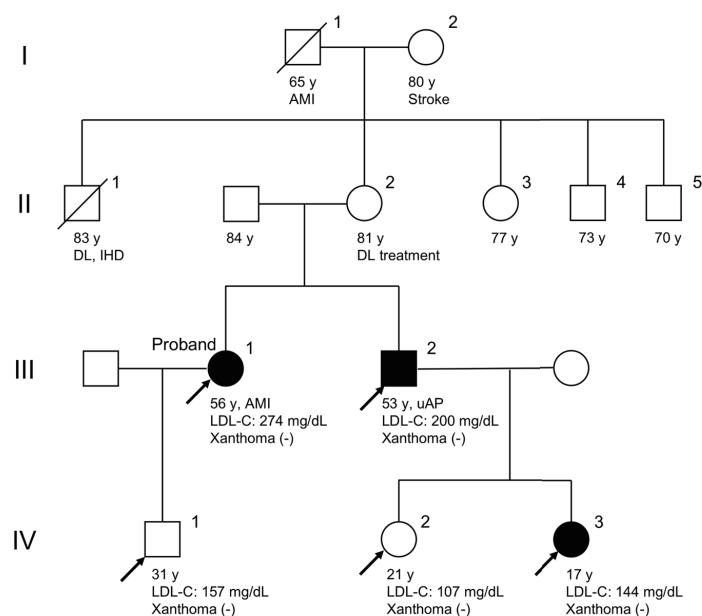 I
1
2
65 y
AMI
80 y
Stroke
II
1
2
3
4
5
83 y
DL, IHD
84 y
81 y
DL treatment
77 y
73 y
70 y
III
Proband
1
2
56 y, AMI
LDL-C: 274 mg/dL
Xanthoma (-)
53 y, uAP
LDL-C: 200 mg/dL
Xanthoma (-)
IV
1
2
3
31 y
LDL-C: 157 mg/dL
Xanthoma (-)
21 y
LDL-C: 107 mg/dL
Xanthoma (-)
17 y
LDL-C: 144 mg/dL
Xanthoma (-)